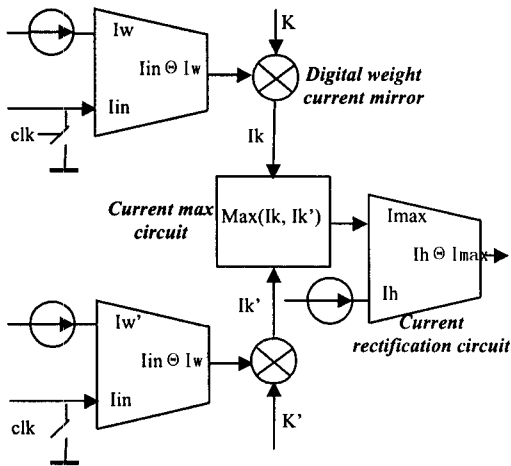 Iw
K
Iin Θ Iw
Digital weight
current mirror
Iin
clk
Ik
Current max
circuit
Max(Ik, Ik')
Imax
Ih Θ Imax
Ik'
Ih
Current
rectification circuit
Iw'
Iin Θ Iw
Iin
clk
K'